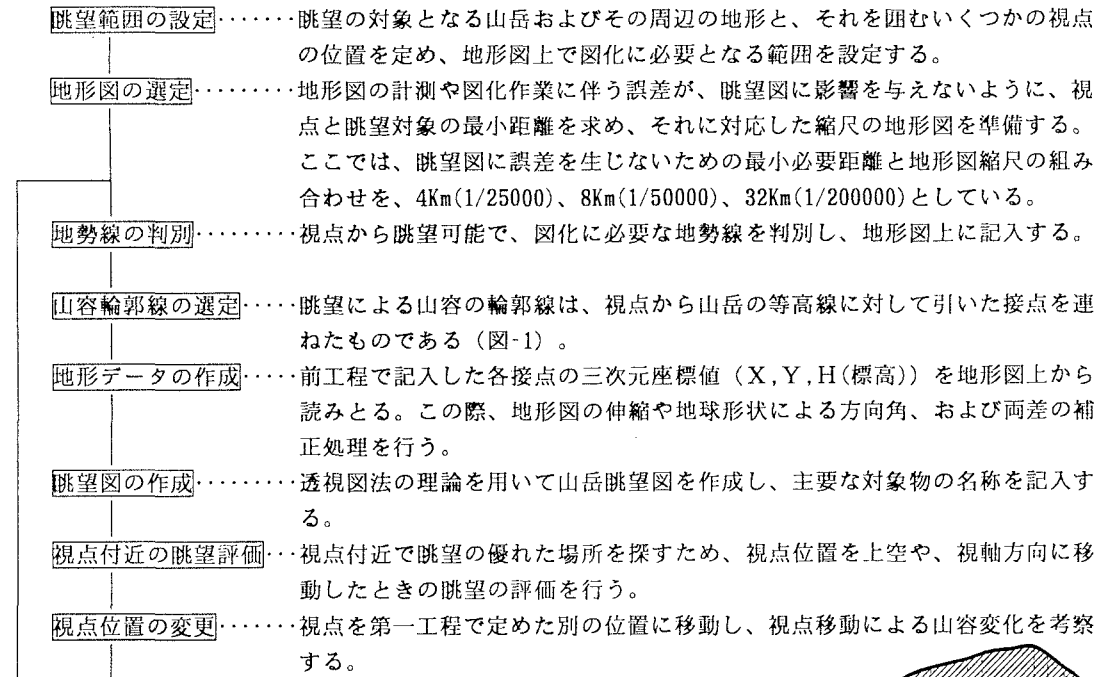 眺望範囲の設定·······眺望の対象となる山岳およびその周辺の地形と、それを囲むいくつかの視点
の位置を定め、地形図上で図化に必要となる範囲を設定する。
地形図の選定·········地形図の計測や図化作業に伴う誤差が、眺望図に影響を与えないように、視
点と眺望対象の最小距離を求め、それに対応した縮尺の地形図を準備する。
ここでは、眺望図に誤差を生じないための最小必要距離と地形図縮尺の組み
合わせを、4Km(1/25000)、8Km(1/50000)、32Km(1/200000)としている。
地勢線の判別·········視点から眺望可能で、図化に必要な地勢線を判別し、地形図上に記入する。
山容輪郭線の選定·····眺望による山容の輪郭線は、視点から山岳の等高線に対して引いた接点を連
ねたものである（図-1）。
地形データの作成·····前工程で記入した各接点の三次元座標値（X,Y,H(標高)）を地形図上から
読みとる。この際、地形図の伸縮や地球形状による方向角、および両差の補
正処理を行う。
眺望図の作成·········透視図法の理論を用いて山岳眺望図を作成し、主要な対象物の名称を記入す
る。
視点付近の眺望評価···視点付近で眺望の優れた場所を探すため、視点位置を上空や、視軸方向に移
動したときの眺望の評価を行う。
視点位置の変更·······視点を第一工程で定めた別の位置に移動し、視点移動による山容変化を考察
する。